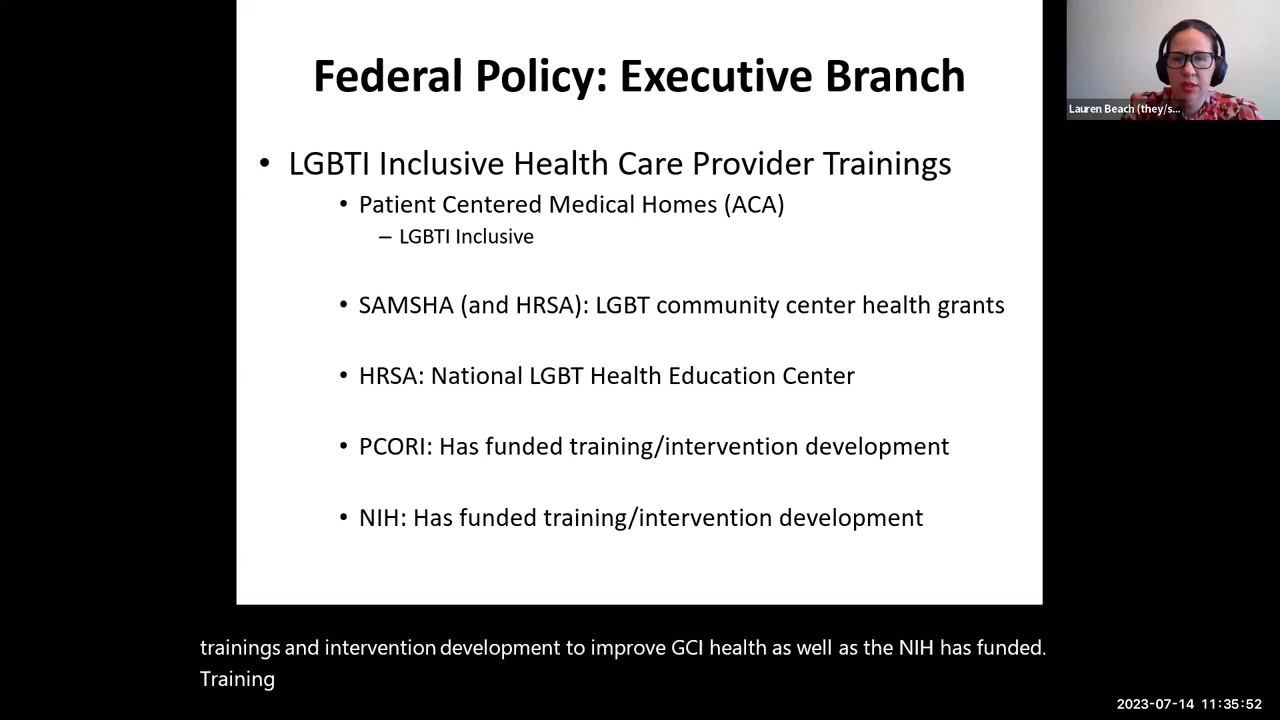 Federal Policy: Executive Branch
Lauren Beach (they/s...
• LGBTI Inclusive Health Care Provider Trainings
• Patient Centered Medical Homes (ACA)
– LGBTI Inclusive
• SAMSHA (and HRSA): LGBT community center health grants
• HRSA: National LGBT Health Education Center
• PCORI: Has funded training/intervention development
• NIH: Has funded training/intervention development
trainings and intervention development to improve GCI health as well as the NIH has funded.
Training
2023-07-14 11:35:52